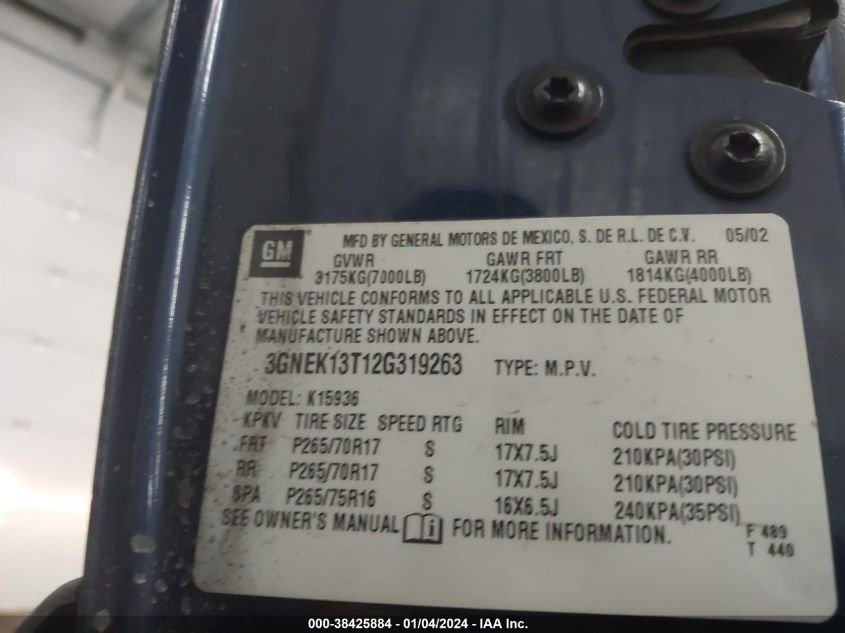 GM
MFD BY GENERAL MOTORS DE MEXICO, S. DE R.L. DE C.V. 05/02
GVWR GAWR FRT GAWR RR
3175KG(7000LB) 1724KG(3800LB) 1814KG(4000LB)
THIS VEHICLE CONFORMS TO ALL APPLICABLE U.S. FEDERAL MOTOR
VEHICLE SAFETY STANDARDS IN EFFECT ON THE DATE OF
MANUFACTURE SHOWN ABOVE.
3GNEK13T12G319263 TYPE: M.P.V.
MODEL: K15936
KPKV TIRE SIZE SPEED RTG RIM COLD TIRE PRESSURE
FRT P265/70R17 S 17X7.5J 210KPA(30PSI)
RR P265/70R17 S 17X7.5J 210KPA(30PSI)
SPA P265/75R16 S 16X6.5J 240KPA(35PSI)
SEE OWNER'S MANUAL i FOR MORE INFORMATION.
F 489
T 440
000-38425884 - 01/04/2024 - IAA Inc.